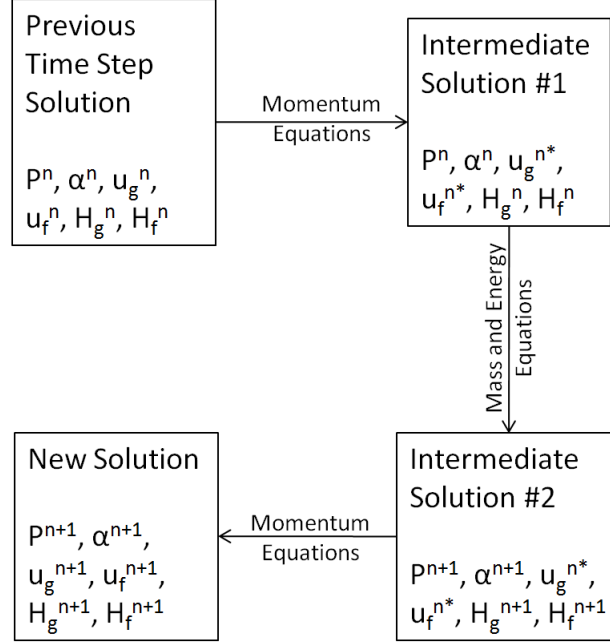 Previous
Time Step
Solution
Pⁿ, αⁿ, u_gⁿ,
u_fⁿ, H_gⁿ, H_fⁿ
Momentum
Equations
Intermediate
Solution #1
Pⁿ, αⁿ, u_gⁿ*,
u_fⁿ*, H_gⁿ, H_fⁿ
Mass and Energy
Equations
Intermediate
Solution #2
Pⁿ⁺¹, αⁿ⁺¹, u_gⁿ*,
u_fⁿ*, H_gⁿ⁺¹, H_fⁿ⁺¹
Momentum
Equations
New Solution
Pⁿ⁺¹, αⁿ⁺¹,
u_gⁿ⁺¹, u_fⁿ⁺¹,
H_gⁿ⁺¹, H_fⁿ⁺¹